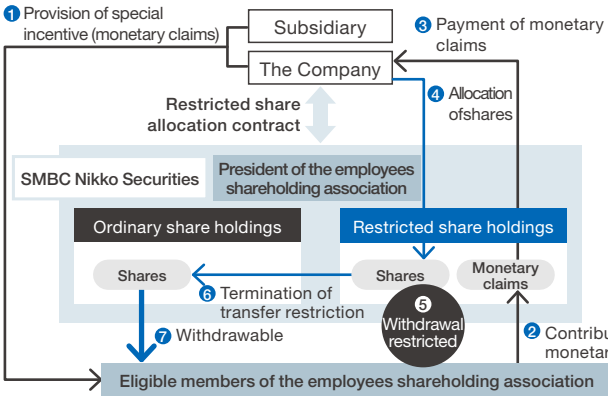 1 Provision of special
incentive (monetary claims)
Subsidiary
The Company
3 Payment of monetary
claims
4 Allocation
ofshares
Restricted share
allocation contract
SMBC Nikko Securities
President of the employees
shareholding association
Ordinary share holdings
Restricted share holdings
Shares
Shares
Monetary
claims
6 Termination of
transfer restriction
5
Withdrawal
restricted
7 Withdrawable
2
monetar
Eligible members of the employees shareholding association